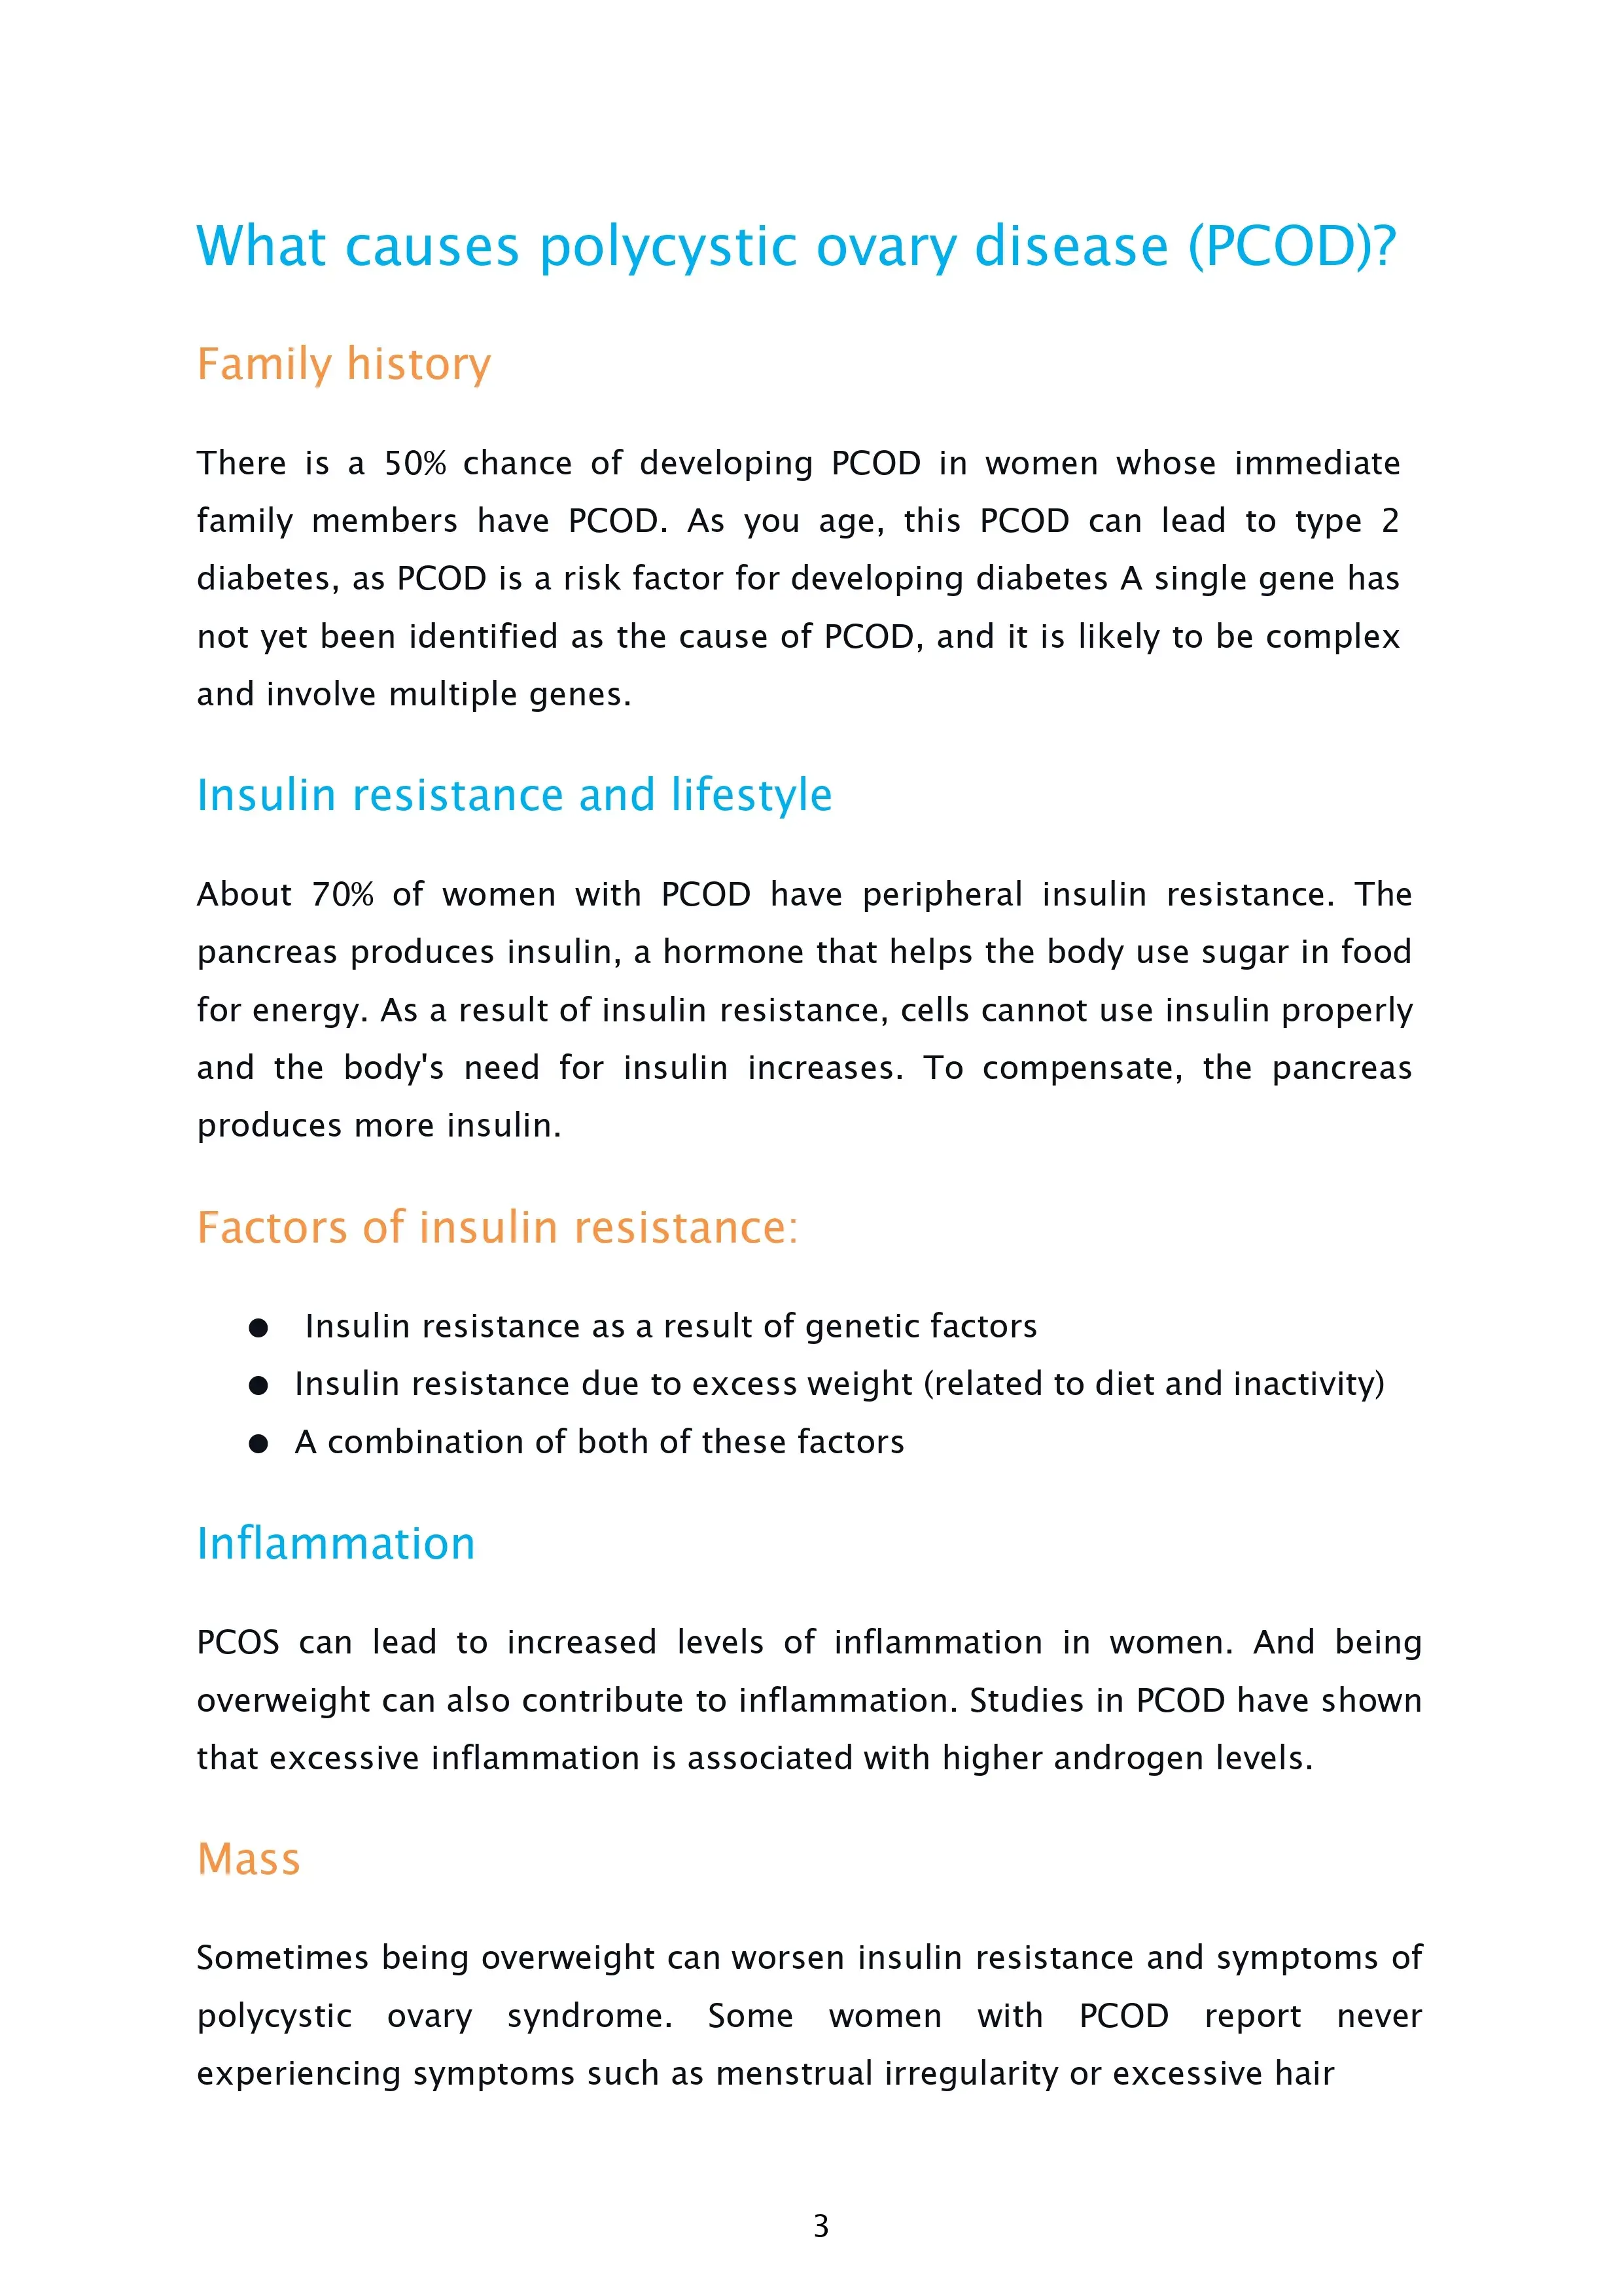 What causes polycystic ovary disease (PCOD)?
Family history
There is a 50% chance of developing PCOD in women whose immediate
family members have PCOD. As you age, this PCOD can lead to type 2
diabetes, as PCOD is a risk factor for developing diabetes A single gene has
not yet been identified as the cause of PCOD, and it is likely to be complex
and involve multiple genes.
Insulin resistance and lifestyle
About 70% of women with PCOD have peripheral insulin resistance. The
pancreas produces insulin, a hormone that helps the body use sugar in food
for energy. As a result of insulin resistance, cells cannot use insulin properly
and the body's need for insulin increases. To compensate, the pancreas
produces more insulin.
Factors of insulin resistance:
● Insulin resistance as a result of genetic factors
● Insulin resistance due to excess weight (related to diet and inactivity)
● A combination of both of these factors
Inflammation
PCOS can lead to increased levels of inflammation in women. And being
overweight can also contribute to inflammation. Studies in PCOD have shown
that excessive inflammation is associated with higher androgen levels.
Mass
Sometimes being overweight can worsen insulin resistance and symptoms of
polycystic ovary syndrome. Some women with PCOD report never
experiencing symptoms such as menstrual irregularity or excessive hair
3